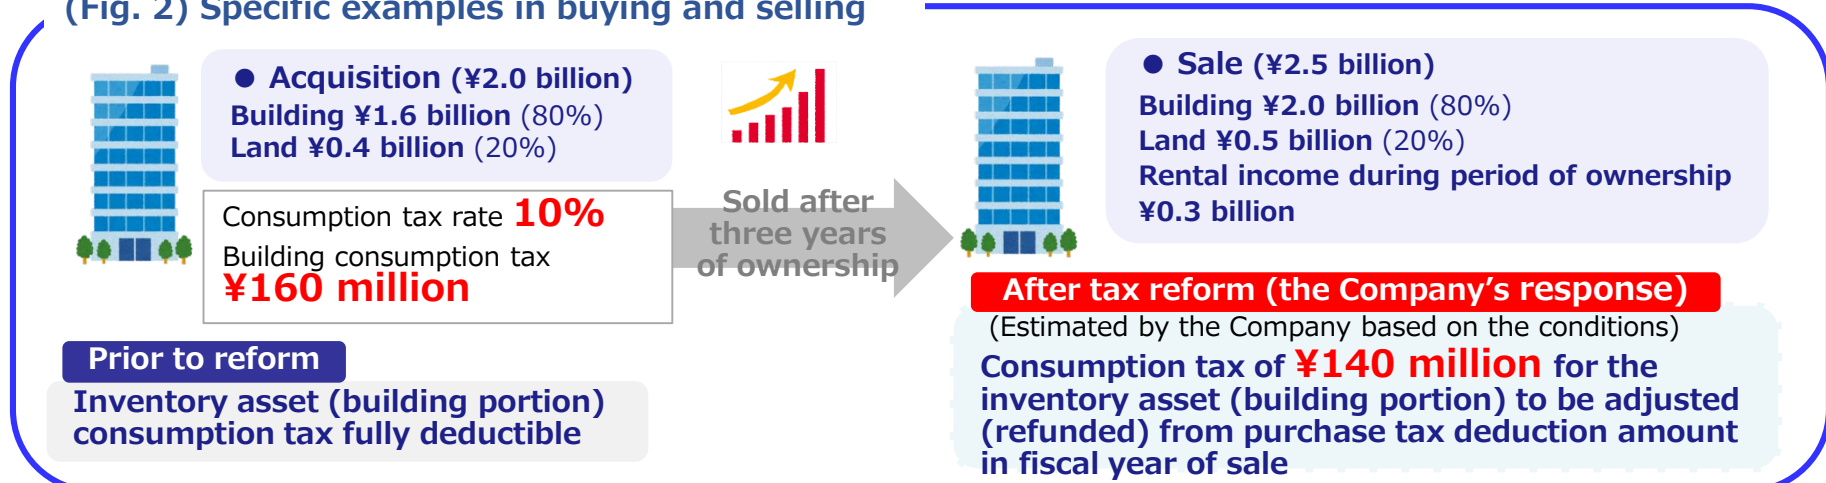 (Fig. 2) Specific examples in buying and selling
● Acquisition (¥2.0 billion)
Building ¥1.6 billion (80%)
Land ¥0.4 billion (20%)
Consumption tax rate 10%
Building consumption tax
¥160 million
Prior to reform
Inventory asset (building portion)
consumption tax fully deductible
Sold after
three years
of ownership
● Sale (¥2.5 billion)
Building ¥2.0 billion (80%)
Land ¥0.5 billion (20%)
Rental income during period of ownership
¥0.3 billion
After tax reform (the Company’s response)
(Estimated by the Company based on the conditions)
Consumption tax of ¥140 million for the
inventory asset (building portion) to be adjusted
(refunded) from purchase tax deduction amount
in fiscal year of sale